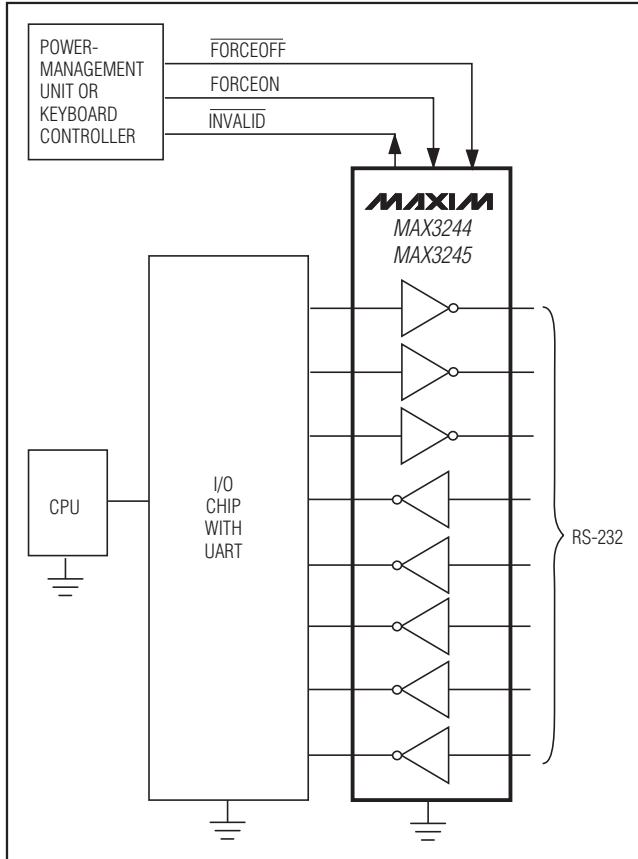 POWER-
MANAGEMENT
UNIT OR
KEYBOARD
CONTROLLER
FORCEOFF
FORCEON
INVALID
MAXIM
MAX3244
MAX3245
CPU
I/O
CHIP
WITH
UART
RS-232